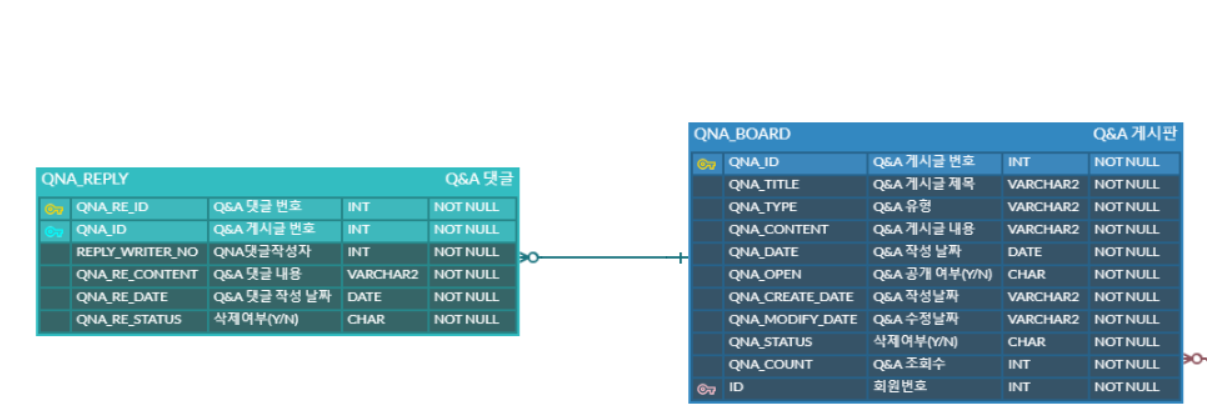 QNA_REPLY Q&A 댓글
QNA_RE_ID Q&A 댓글 번호 INT NOT NULL
QNA_ID Q&A 게시글 번호 INT NOT NULL
REPLY_WRITER_NO QNA댓글작성자 INT NOT NULL
QNA_RE_CONTENT Q&A 댓글 내용 VARCHAR2 NOT NULL
QNA_RE_DATE Q&A 댓글 작성 날짜 DATE NOT NULL
QNA_RE_STATUS 삭제여부(Y/N) CHAR NOT NULL
QNA_BOARD Q&A 게시판
QNA_ID Q&A 게시글 번호 INT NOT NULL
QNA_TITLE Q&A 게시글 제목 VARCHAR2 NOT NULL
QNA_TYPE Q&A 유형 VARCHAR2 NOT NULL
QNA_CONTENT Q&A 게시글 내용 VARCHAR2 NOT NULL
QNA_DATE Q&A 작성 날짜 DATE NOT NULL
QNA_OPEN Q&A 공개 여부(Y/N) CHAR NOT NULL
QNA_CREATE_DATE Q&A 작성날짜 VARCHAR2 NOT NULL
QNA_MODIFY_DATE Q&A 수정날짜 VARCHAR2 NOT NULL
QNA_STATUS 삭제여부(Y/N) CHAR NOT NULL
QNA_COUNT Q&A 조회수 INT NOT NULL
ID 회원번호 INT NOT NULL